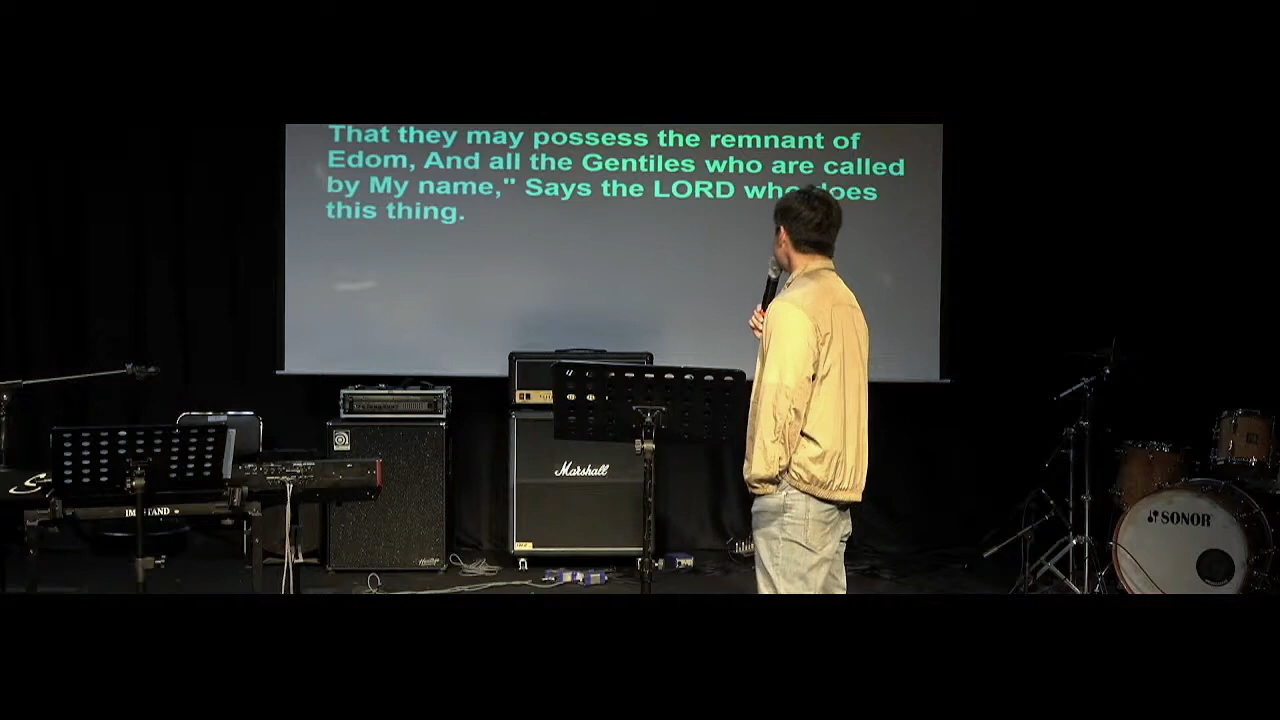 That they may possess the remnant of
Edom, And all the Gentiles who are called
by My name," Says the LORD who does
this thing.
Marshall
SONOR